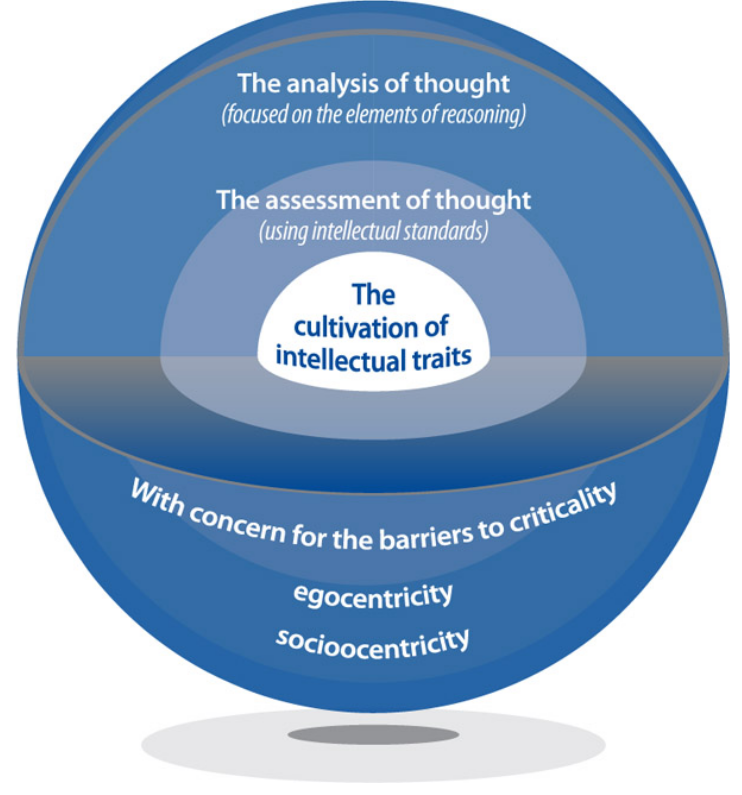 The analysis of thought
(focused on the elements of reasoning)
The assessment of thought
(using intellectual standards)
The
cultivation of
intellectual traits
With concern for the barriers to criticality
egocentricity
socioocentricity